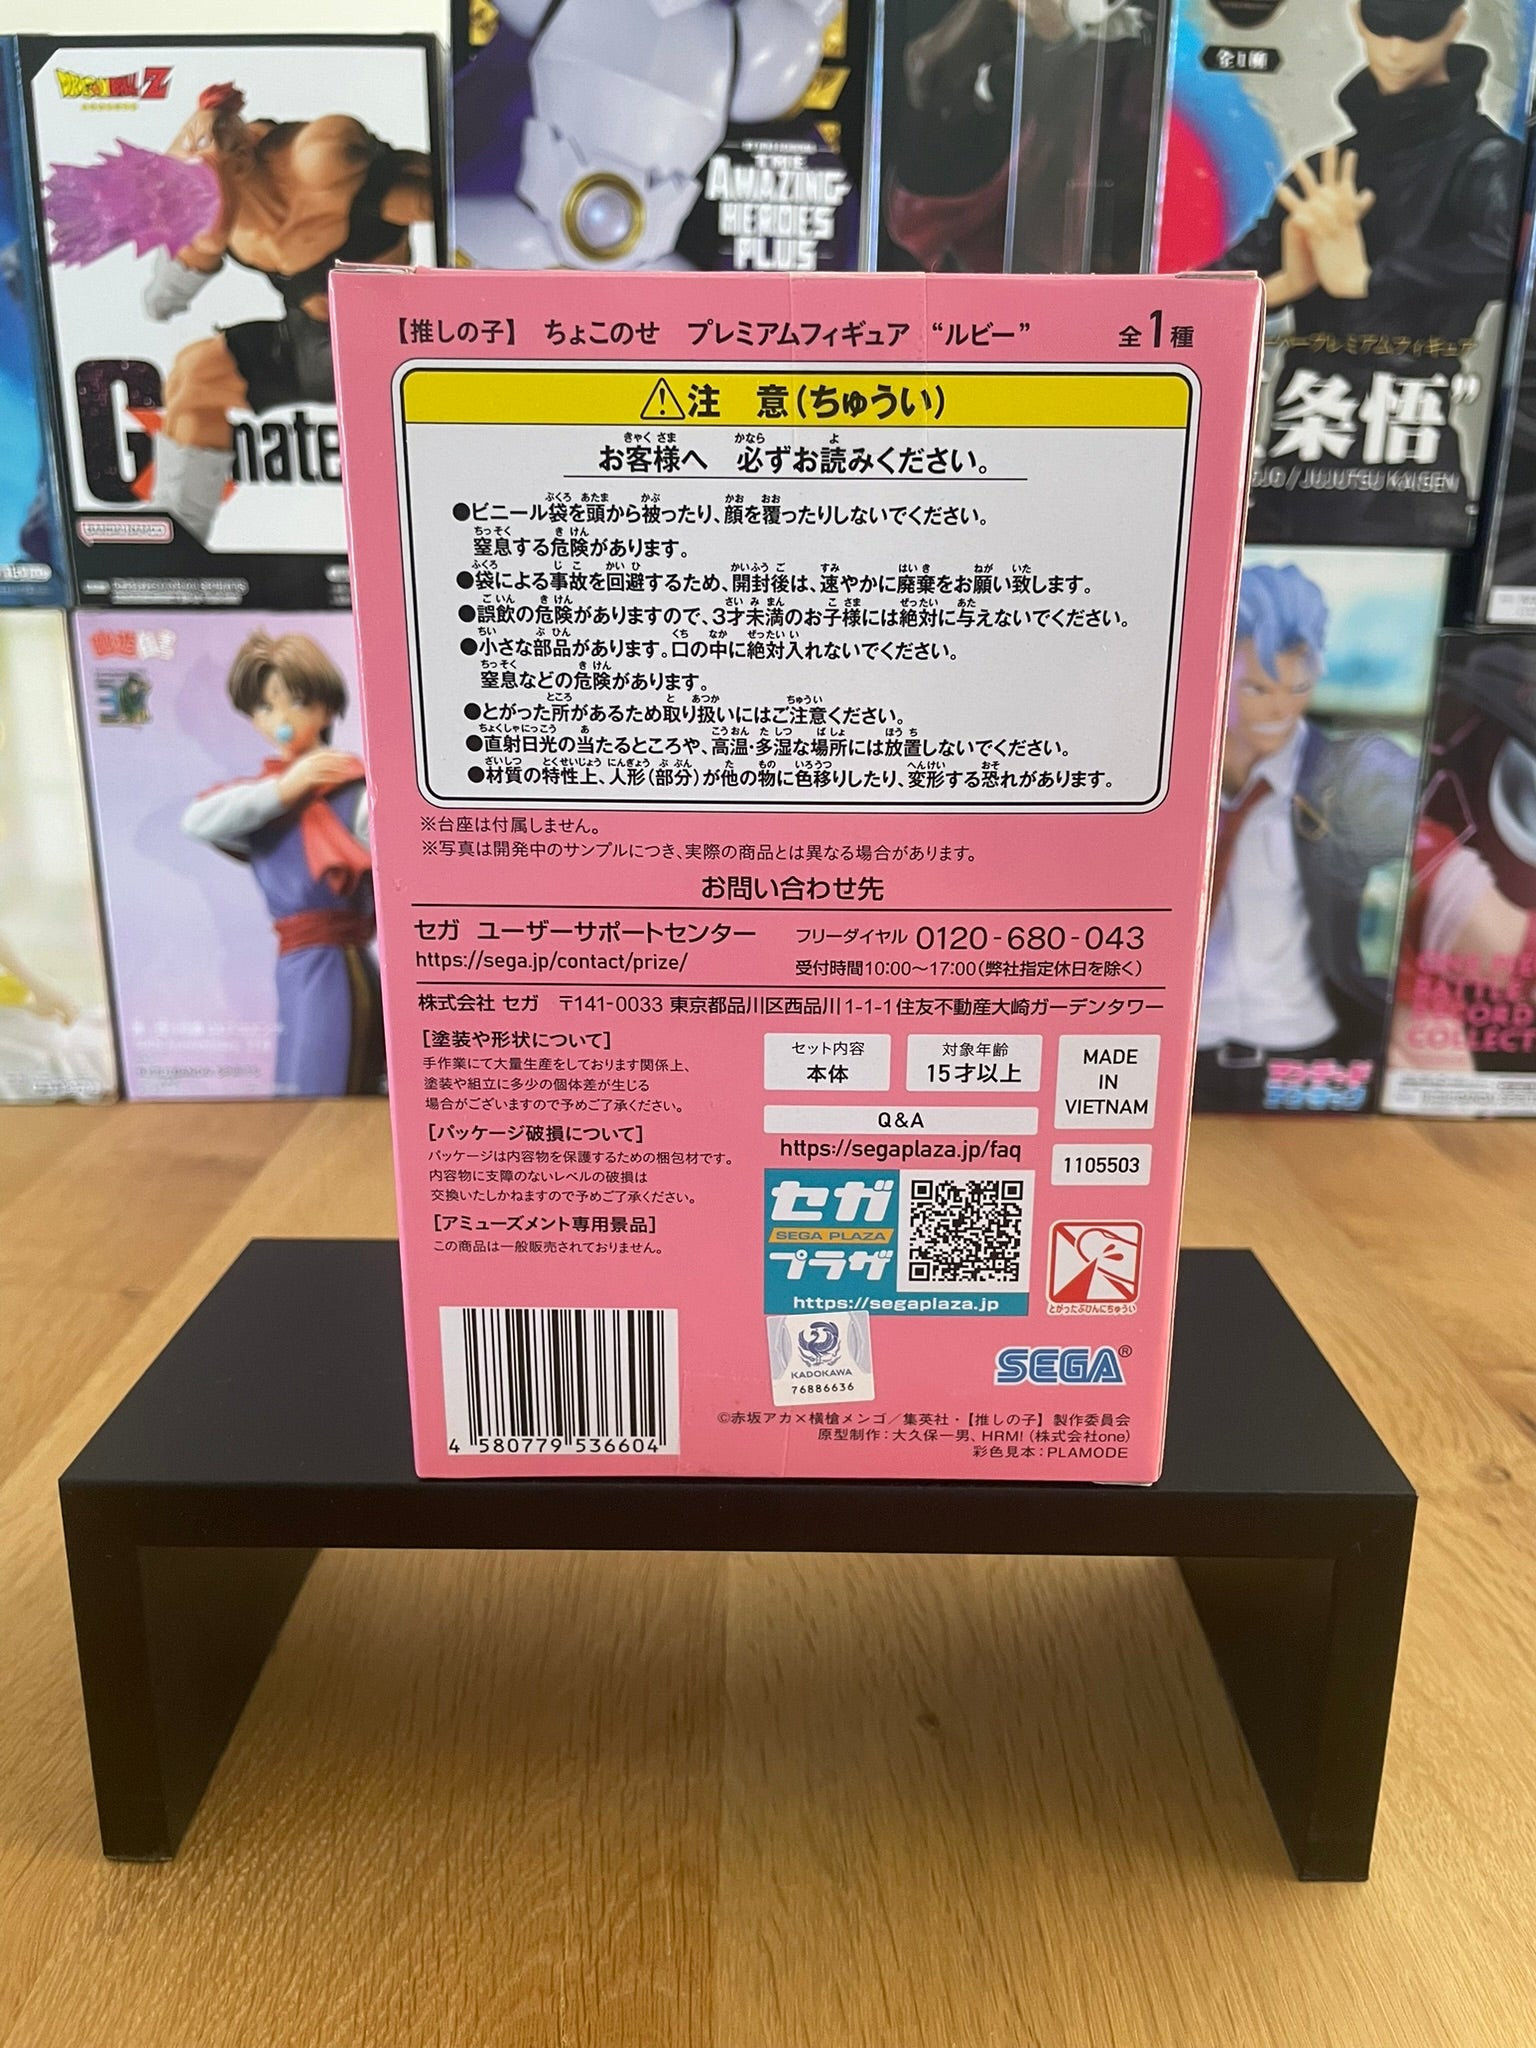 DRAGONBALL Z
THE
AMAZING
HEROES
PLUS
全1種
G
mate
条悟”
JO / JUJUTSU KAISEN
【推しの子】 ちょこのせ プレミアムフィギュア “ルビー” 全1種
⚠注 意(ちゅうい)
お客様へ 必ずお読みください。
●ビニール袋を頭から被ったり、顔を覆ったりしないでください。
窒息する危険があります。
●袋による事故を回避するため、開封後は、速やかに廃棄をお願い致します。
●誤飲の危険がありますので、3才未満のお子様には絶対に与えないでください。
●小さな部品があります。口の中に絶対入れないでください。
窒息などの危険があります。
●とがった所があるため取り扱いにはご注意ください。
●直射日光の当たるところや、高温・多湿な場所には放置しないでください。
●材質の特性上、人形(部分)が他の物に色移りしたり、変形する恐れがあります。
※台座は付属しません。
※写真は開発中のサンプルにつき、実際の商品とは異なる場合があります。
お問い合わせ先
セガ ユーザーサポートセンター フリーダイヤル 0120-680-043
https://sega.jp/contact/prize/ 受付時間10:00〜17:00(弊社指定休日を除く)
株式会社 セガ 〒141-0033 東京都品川区西品川1-1-1住友不動産大崎ガーデンタワー
[塗装や形状について]
手作業にて大量生産をしております関係上、
塗装や組立に多少の個体差が生じる
場合がございますので予めご了承ください。
[パッケージ破損について]
パッケージは内容物を保護するための梱包材です。
内容物に支障のないレベルの破損は
交換いたしかねますので予めご了承ください。
[アミューズメント専用景品]
この商品は一般販売されておりません。
セット内容
本体
対象年齢
15才以上
MADE
IN
VIETNAM
Q&A
https://segaplaza.jp/faq
1105503
セガ
SEGA PLAZA
プラザ
https://segaplaza.jp
とがったぶひんにちゅうい
KADOKAWA
76886636
SEGA®
4 580779 536604
©赤坂アカ×横槍メンゴ／集英社・【推しの子】製作委員会
原型制作：大久保一男、HRM!(株式会社one)
彩色見本：PLAMODE